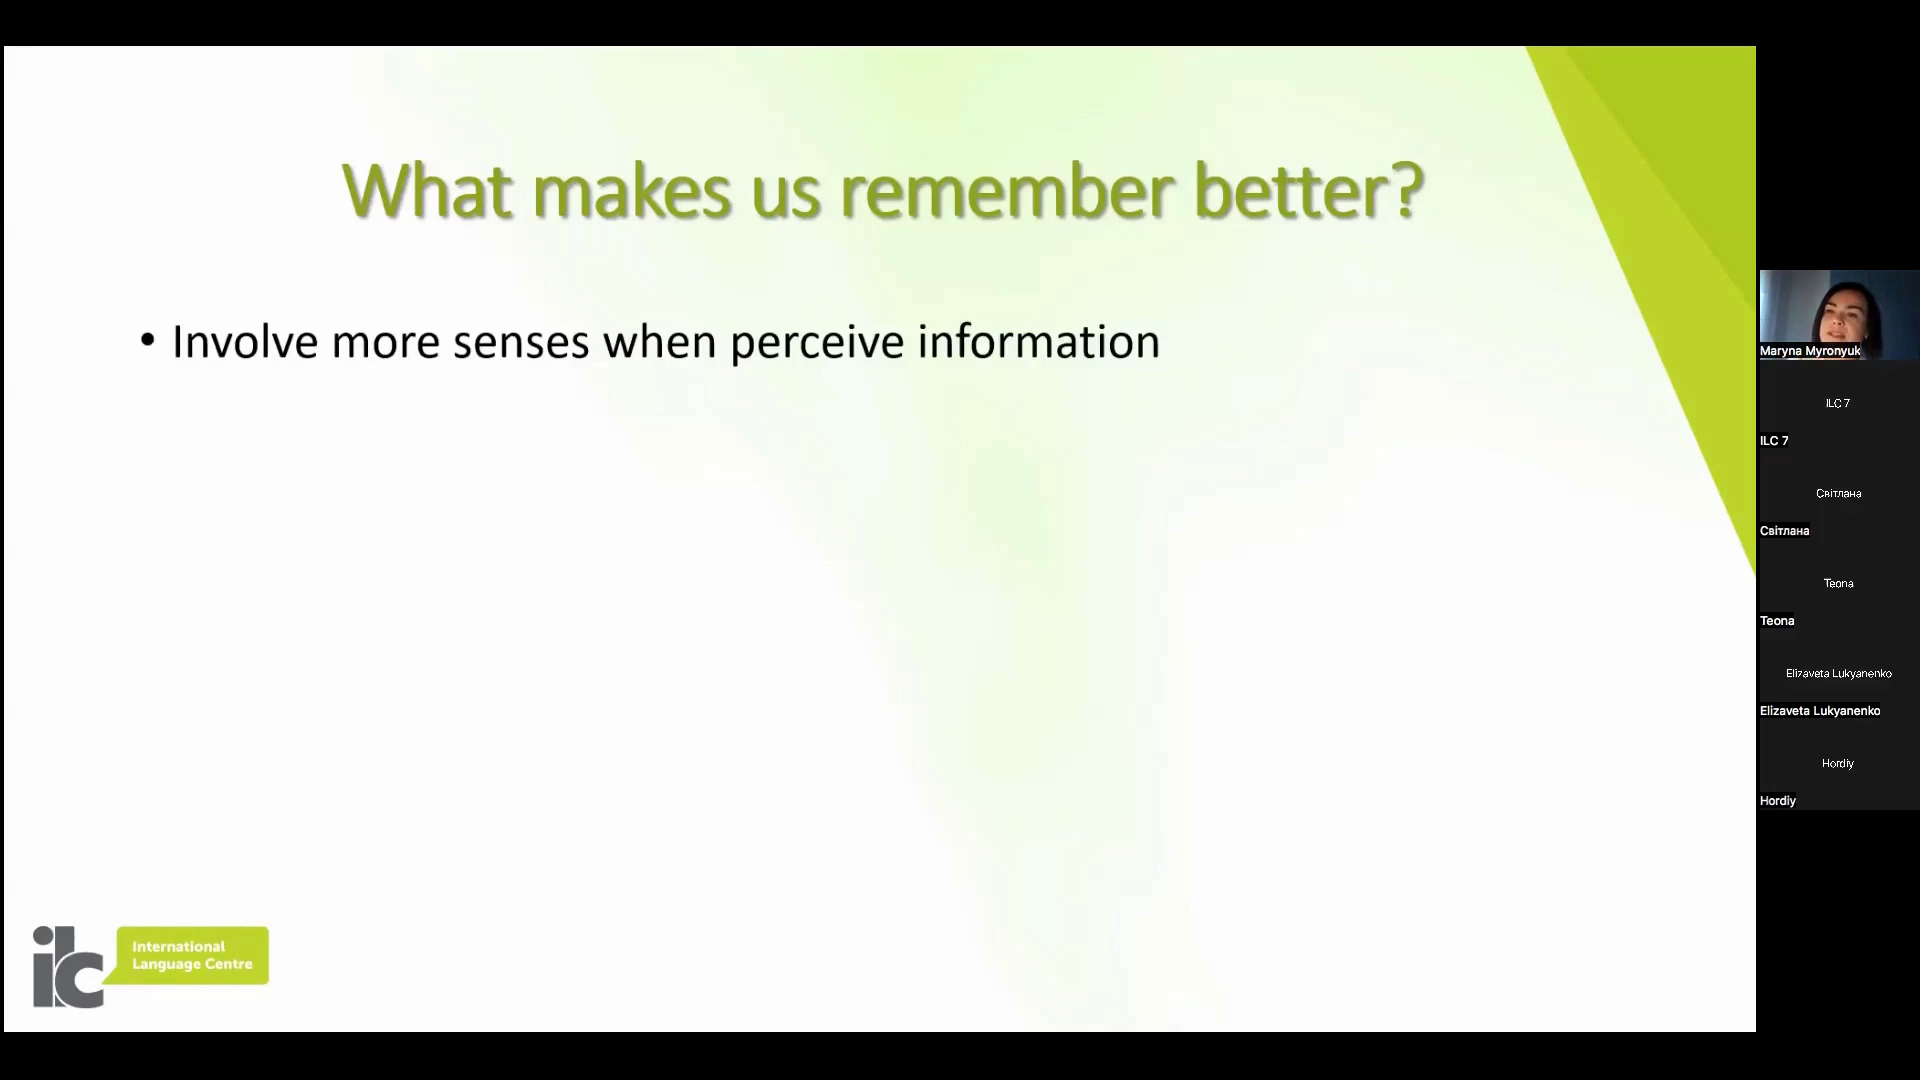 What makes us remember better?
• Involve more senses when perceive information
ilc
International
Language Centre
Maryna Myronyuk
ILC 7
ILC 7
Світлана
Світлана
Teona
Teona
Elizaveta Lukyanenko
Elizaveta Lukyanenko
Hordiy
Hordiy